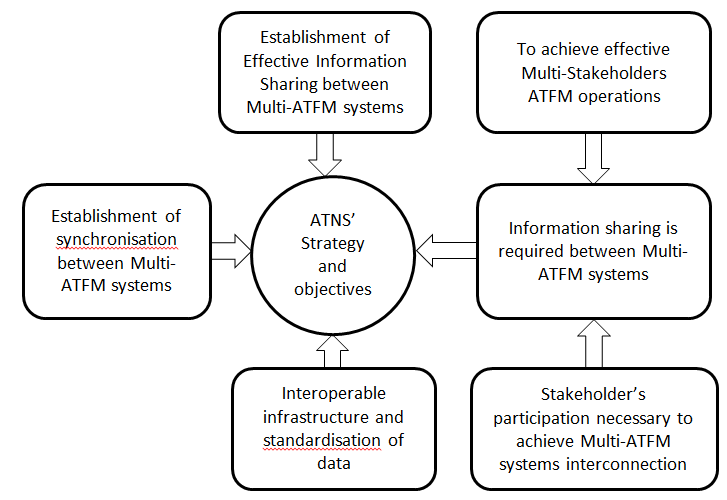 Establishment of
Effective Information
Sharing between
Multi-ATFM systems
To achieve effective
Multi-Stakeholders
ATFM operations
Establishment of
synchronisation
between Multi-
ATFM systems
ATNS’
Strategy
and
objectives
Information sharing is
required between Multi-
ATFM systems
Interoperable
infrastructure and
standardisation of
data
Stakeholder’s
participation necessary to
achieve Multi-ATFM
systems interconnection